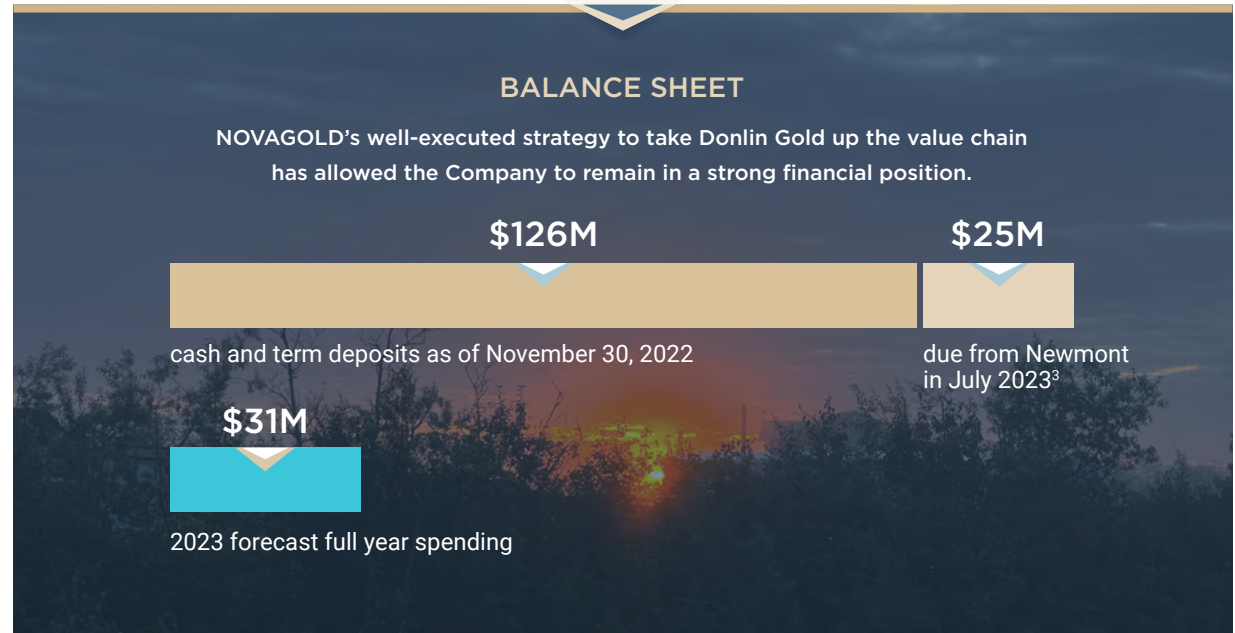 BALANCE SHEET
NOVAGOLD’s well-executed strategy to take Donlin Gold up the value chain
has allowed the Company to remain in a strong financial position.
$126M
$25M
cash and term deposits as of November 30, 2022
due from Newmont
in July 2023³
$31M
2023 forecast full year spending